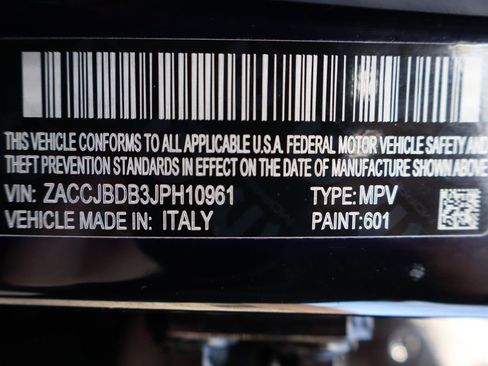 THIS VEHICLE CONFORMS TO ALL APPLICABLE U.S.A. FEDERAL MOTOR VEHICLE SAFETY AND
THEFT PREVENTION STANDARDS IN EFFECT ON THE DATE OF MANUFACTURE SHOWN ABOVE
VIN: ZACCJBDB3JPH10961 TYPE: MPV
VEHICLE MADE IN: ITALY PAINT: 601